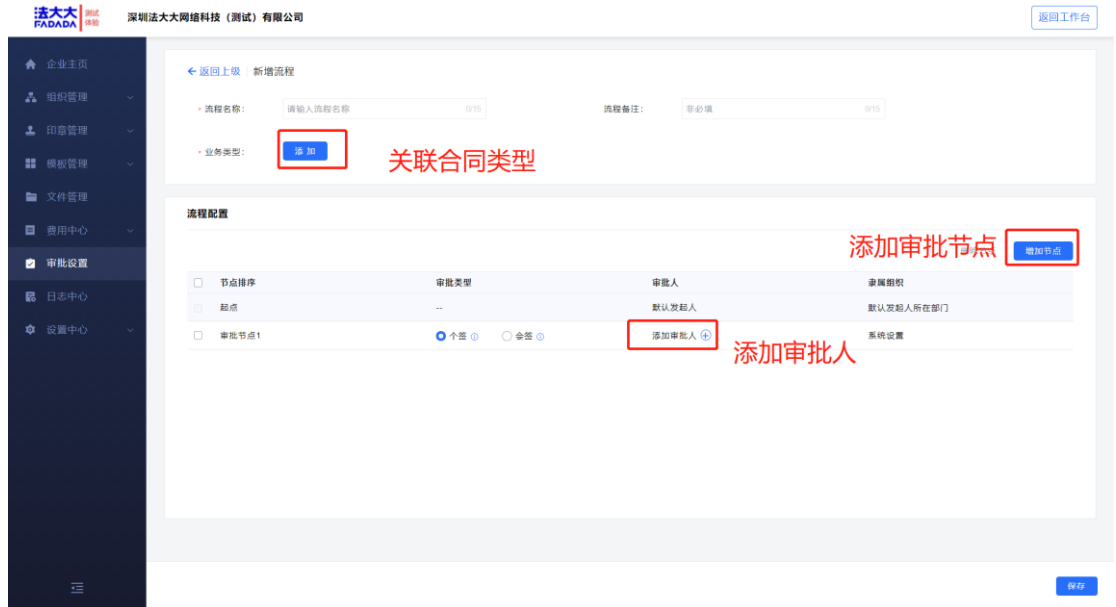 法大大 测试体验
FADADA
深圳法大大网络科技（测试）有限公司
返回工作台
企业主页
组织管理
印章管理
模板管理
文件管理
费用中心
审批设置
日志中心
设置中心
返回上级 新增流程
* 流程名称： 请输入流程名称 0/15 流程备注： 非必填 0/15
* 业务类型： 添 加 关联合同类型
流程配置
添加审批节点 增加节点
节点排序 审批类型 审批人 隶属组织
起点 -- 默认发起人 默认发起人所在部门
审批节点1 个签 会签 添加审批人 系统设置
添加审批人
保存